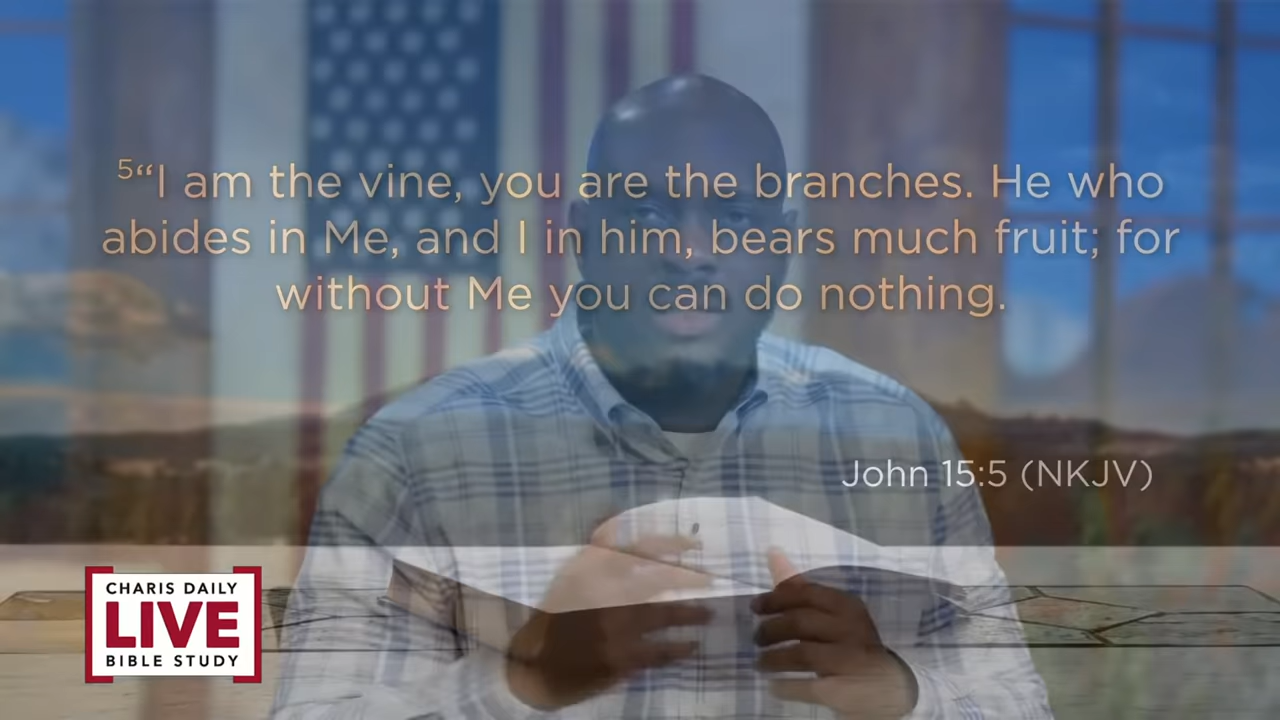 5“I am the vine, you are the branches. He who
abides in Me, and I in him, bears much fruit; for
without Me you can do nothing.
John 15:5 (NKJV)
CHARIS DAILY
LIVE
BIBLE STUDY